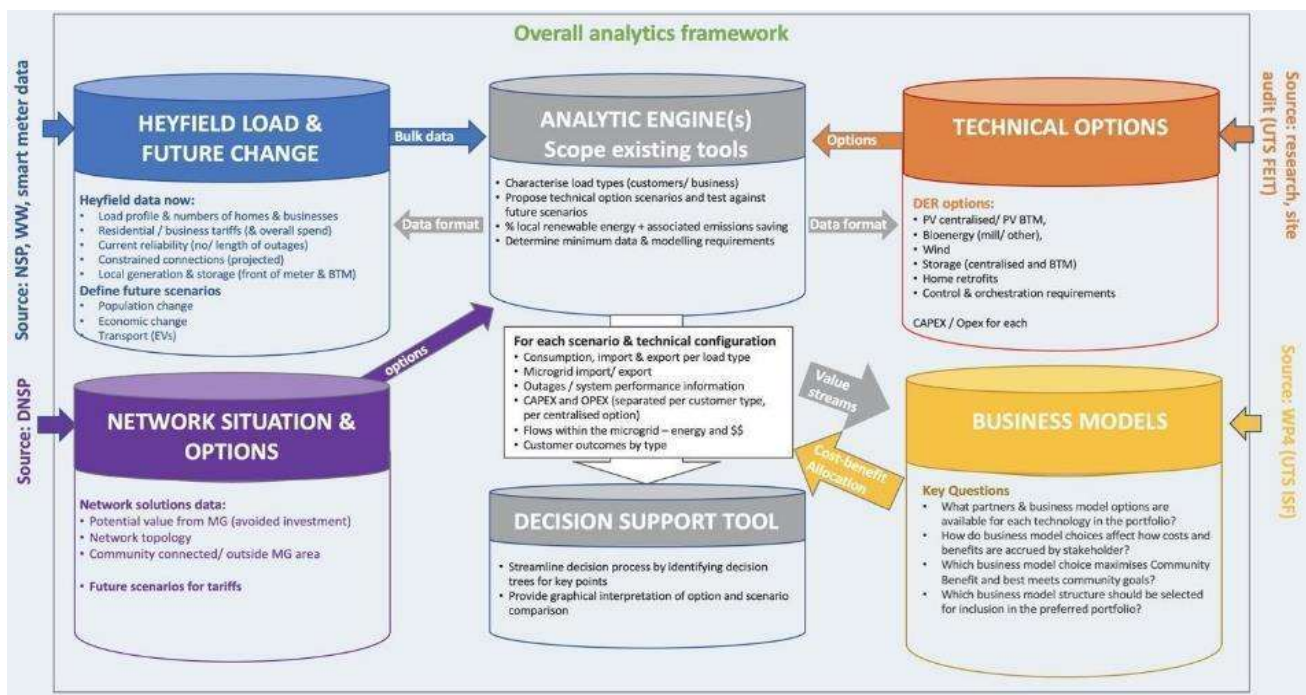 Overall analytics framework
Source: NSP, WW, smart meter data
HEYFIELD LOAD &
FUTURE CHANGE
Heyfield data now:
• Load profile & numbers of homes & businesses
• Residential / business tariffs (& overall spend)
• Current reliability (no/ length of outages)
• Constrained connections (projected)
• Local generation & storage (front of meter & BTM)
Define future scenarios
• Population change
• Economic change
• Transport (EVs)
Bulk data
Data format
ANALYTIC ENGINE(s)
Scope existing tools
• Characterise load types (customers/ business)
• Propose technical option scenarios and test against
future scenarios
• % local renewable energy + associated emissions saving
• Determine minimum data & modelling requirements
Options
Data format
TECHNICAL OPTIONS
DER options:
• PV centralised/ PV BTM,
• Bioenergy (mill/ other),
• Wind
• Storage (centralised and BTM)
• Home retrofits
• Control & orchestration requirements
CAPEX / Opex for each
Source: research, site
audit (UTS FEIT)
Source: DNSP
NETWORK SITUATION &
OPTIONS
Network solutions data:
• Potential value from MG (avoided investment)
• Network topology
• Community connected/ outside MG area
• Future scenarios for tariffs
options
For each scenario & technical configuration
• Consumption, import & export per load type
• Microgrid import/ export
• Outages / system performance information
• CAPEX and OPEX (separated per customer type,
per centralised option)
• Flows within the microgrid – energy and $$
• Customer outcomes by type
Value
streams
Cost-benefit
Allocation
DECISION SUPPORT TOOL
• Streamline decision process by identifying decision
trees for key points
• Provide graphical interpretation of option and scenario
comparison
BUSINESS MODELS
Key Questions
• What partners & business model options are
available for each technology in the portfolio?
• How do business model choices affect how costs and
benefits are accrued by stakeholder?
• Which business model choice maximises Community
Benefit and best meets community goals?
• Which business model structure should be selected
for inclusion in the preferred portfolio?
Source: WP4 (UTS ISF)